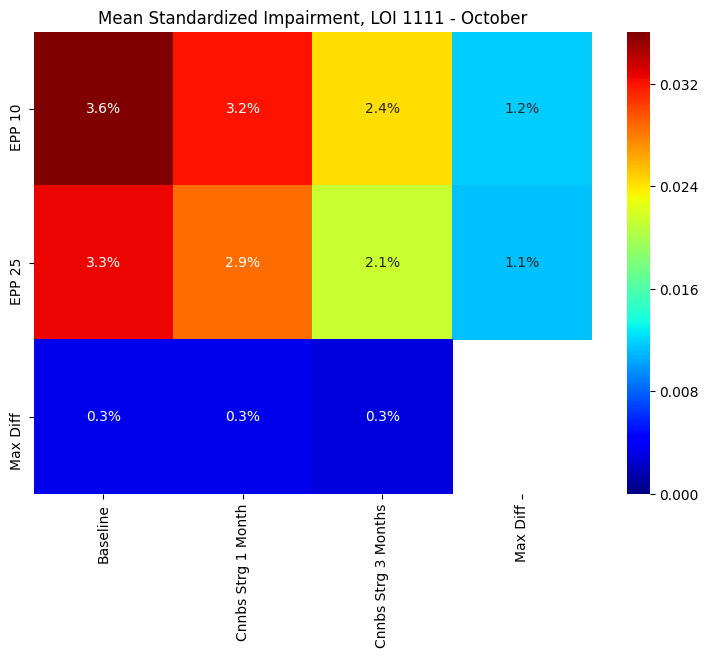 Mean Standardized Impairment, LOI 1111 - October
EPP 10
3.6%
3.2%
2.4%
1.2%
EPP 25
3.3%
2.9%
2.1%
1.1%
Max Diff
0.3%
0.3%
0.3%
Baseline
Cnnbs Strg 1 Month
Cnnbs Strg 3 Months
Max Diff
0.032
0.024
0.016
0.008
0.000